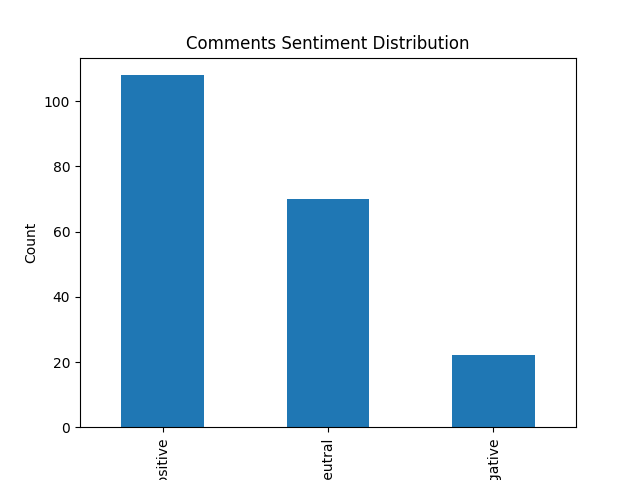 Comments Sentiment Distribution
Count
100
80
60
40
20
0
ositive
eutral
gative